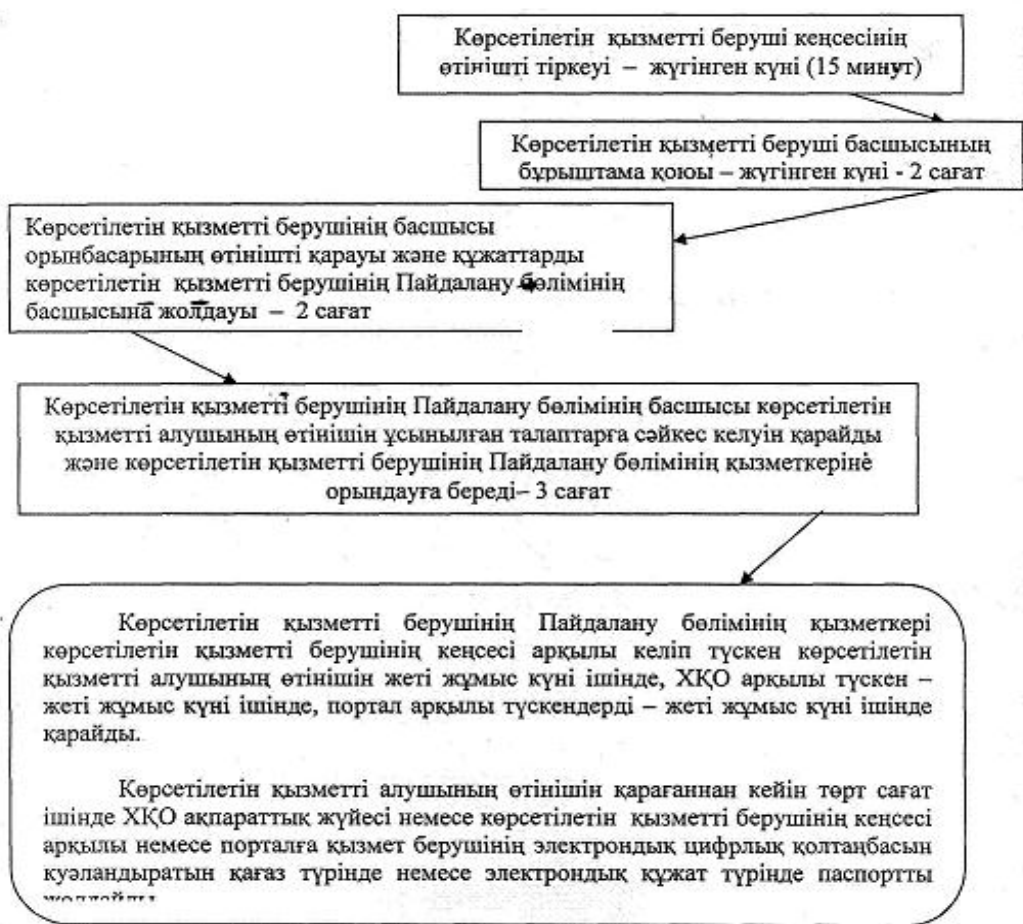 Көрсетілетін қызметті беруші кеңсесінің
өтінішті тіркеуі – жүгінген күні (15 минут)
Көрсетілетін қызметті беруші басшысының
бұрыштама қоюы – жүгінген күні - 2 сағат
Көрсетілетін қызметті берушінің басшысы
орынбасарының өтінішті қарауы және құжаттарды
көрсетілетін қызметті берушінің Пайдалану бөлімінің
басшысына жолдауы – 2 сағат
Көрсетілетін қызметті берушінің Пайдалану бөлімінің басшысы көрсетілетін
қызметті алушының өтінішін ұсынылған талаптарға сәйкес келуін қарайды
және көрсетілетін қызметті берушінің Пайдалану бөлімінің қызметкеріне
орындауға береді– 3 сағат
Көрсетілетін қызметті берушінің Пайдалану бөлімінің қызметкері
көрсетілетін қызметті берушінің кеңсесі арқылы келіп түскен көрсетілетін
қызметті алушының өтінішін жеті жұмыс күні ішінде, ХҚО арқылы түскен –
жеті жұмыс күні ішінде, портал арқылы түскендерді – жеті жұмыс күні ішінде
қарайды.
Көрсетілетін қызметті алушының өтінішін қарағаннан кейін төрт сағат
ішінде ХҚО ақпараттық жүйесі немесе көрсетілетін қызметті берушінің кеңсесі
арқылы немесе порталға қызмет берушінің электрондық цифрлық қолтаңбасын
куәландыратын қағаз түрінде немесе электрондық құжат түрінде паспортты